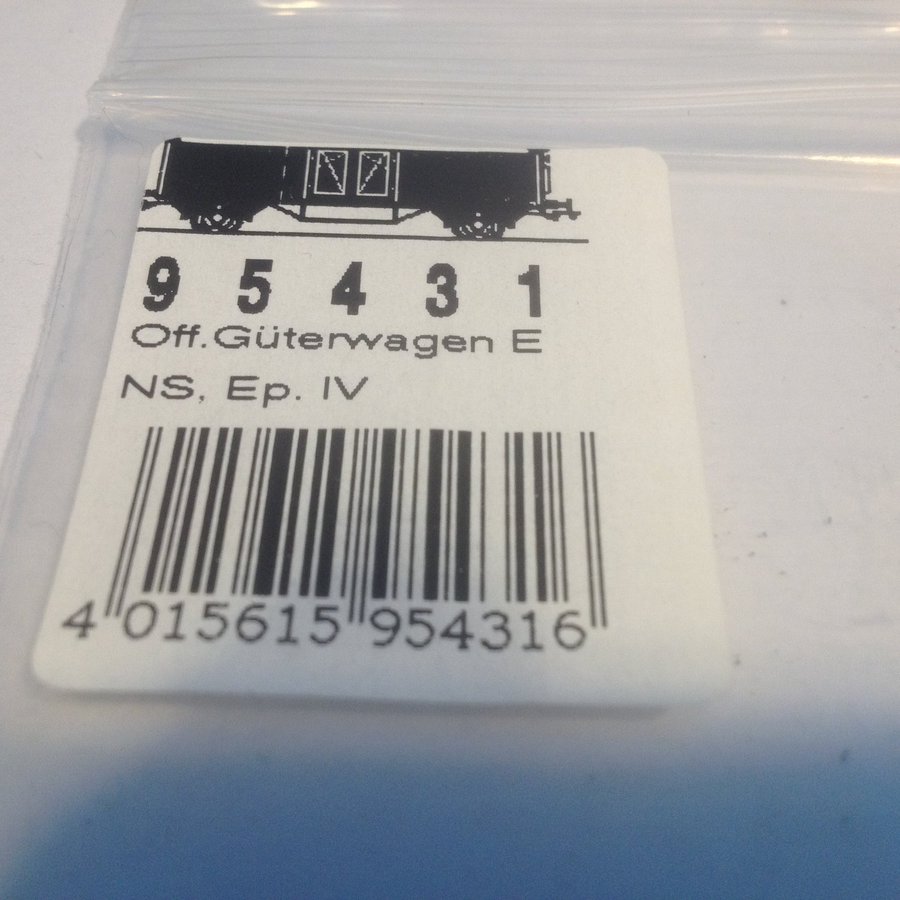 9 5 4 3 1
Off.Güterwagen E
NS, Ep. IV
4 015615 954316